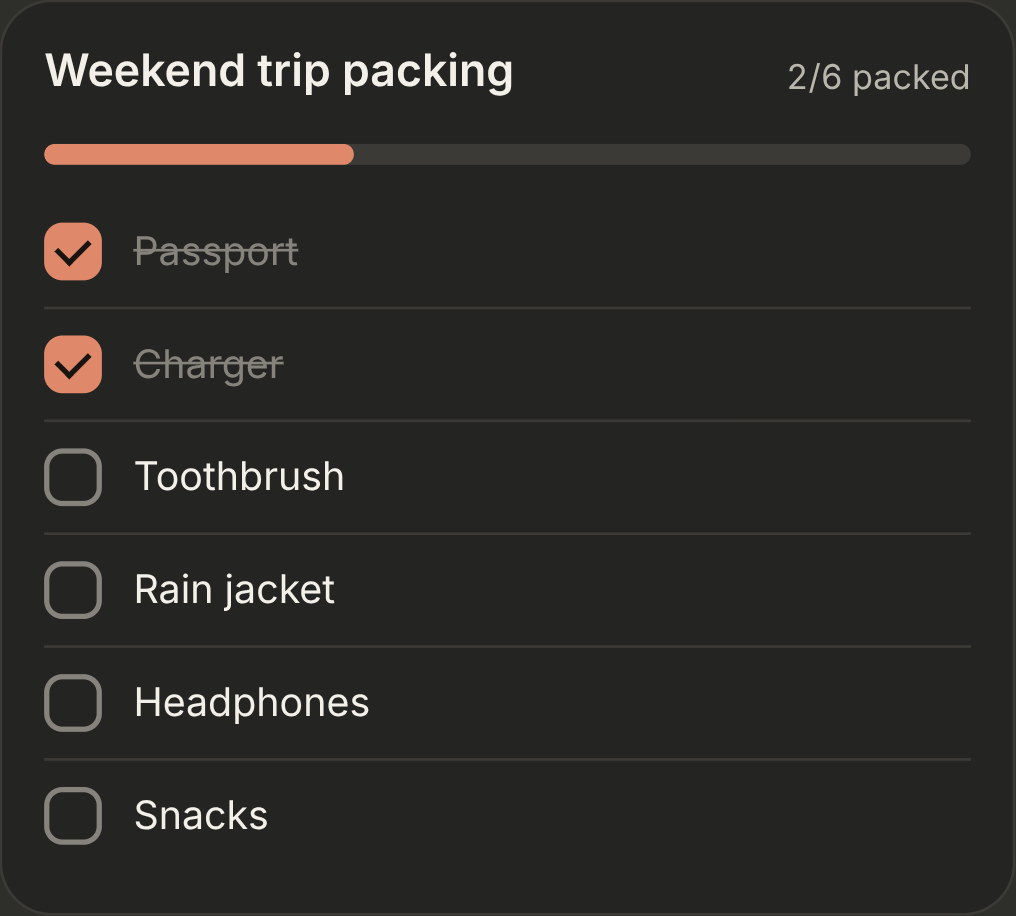 Weekend trip packing
2/6 packed
Passport
Charger
Toothbrush
Rain jacket
Headphones
Snacks